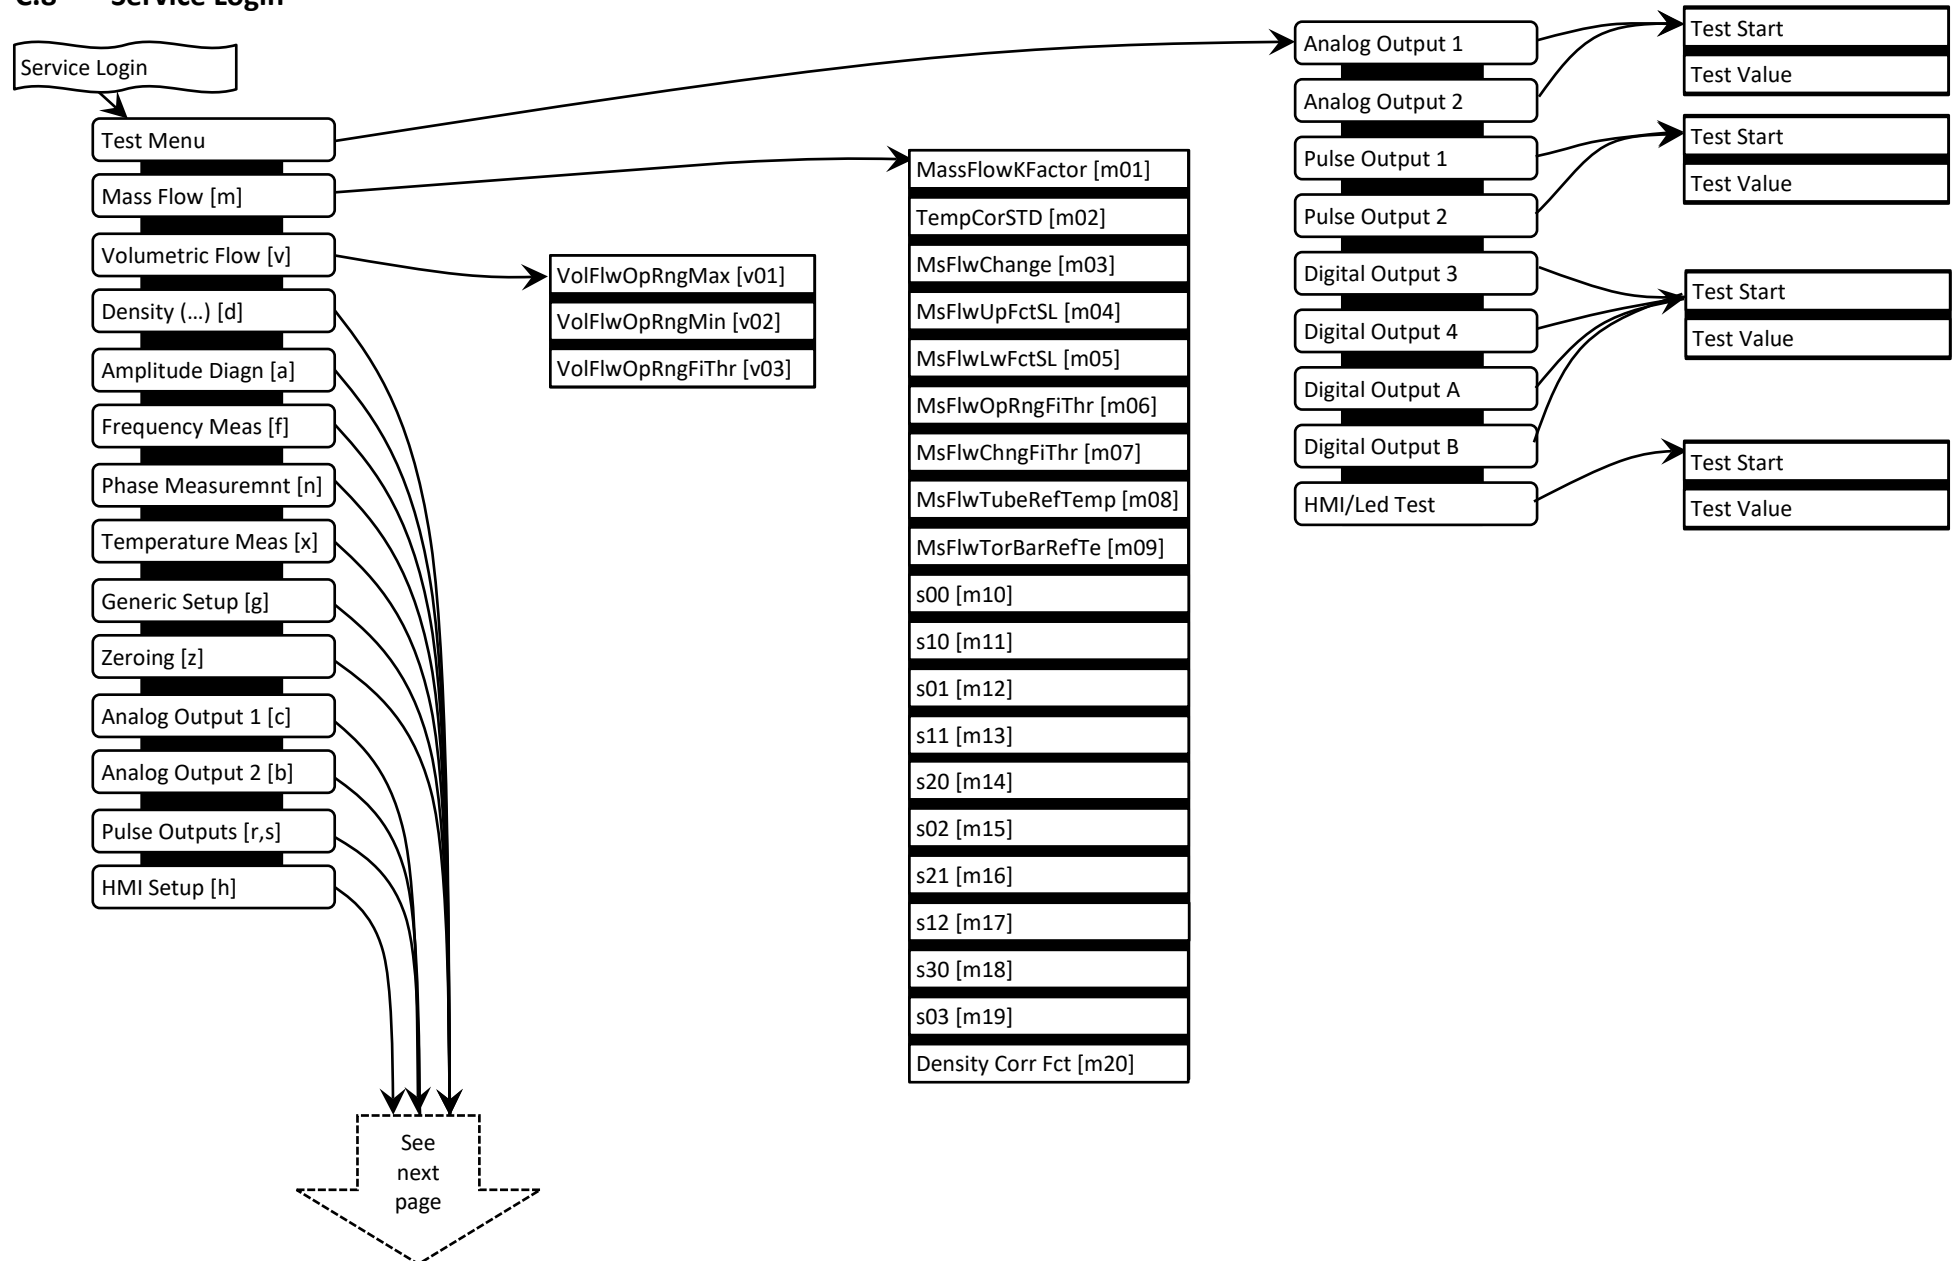 C.8 Service Login
Service Login
Test Menu
Mass Flow [m]
Volumetric Flow [v]
Density (...) [d]
Amplitude Diagn [a]
Frequency Meas [f]
Phase Measuremnt [n]
Temperature Meas [x]
Generic Setup [g]
Zeroing [z]
Analog Output 1 [c]
Analog Output 2 [b]
Pulse Outputs [r,s]
HMI Setup [h]
See
next
page
VolFlwOpRngMax [v01]
VolFlwOpRngMin [v02]
VolFlwOpRngFiThr [v03]
MassFlowKFactor [m01]
TempCorSTD [m02]
MsFlwChange [m03]
MsFlwUpFctSL [m04]
MsFlwLwFctSL [m05]
MsFlwOpRngFiThr [m06]
MsFlwChngFiThr [m07]
MsFlwTubeRefTemp [m08]
MsFlwTorBarRefTe [m09]
s00 [m10]
s10 [m11]
s01 [m12]
s11 [m13]
s20 [m14]
s02 [m15]
s21 [m16]
s12 [m17]
s30 [m18]
s03 [m19]
Density Corr Fct [m20]
Analog Output 1
Analog Output 2
Pulse Output 1
Pulse Output 2
Digital Output 3
Digital Output 4
Digital Output A
Digital Output B
HMI/Led Test
Test Start
Test Value
Test Start
Test Value
Test Start
Test Value
Test Start
Test Value